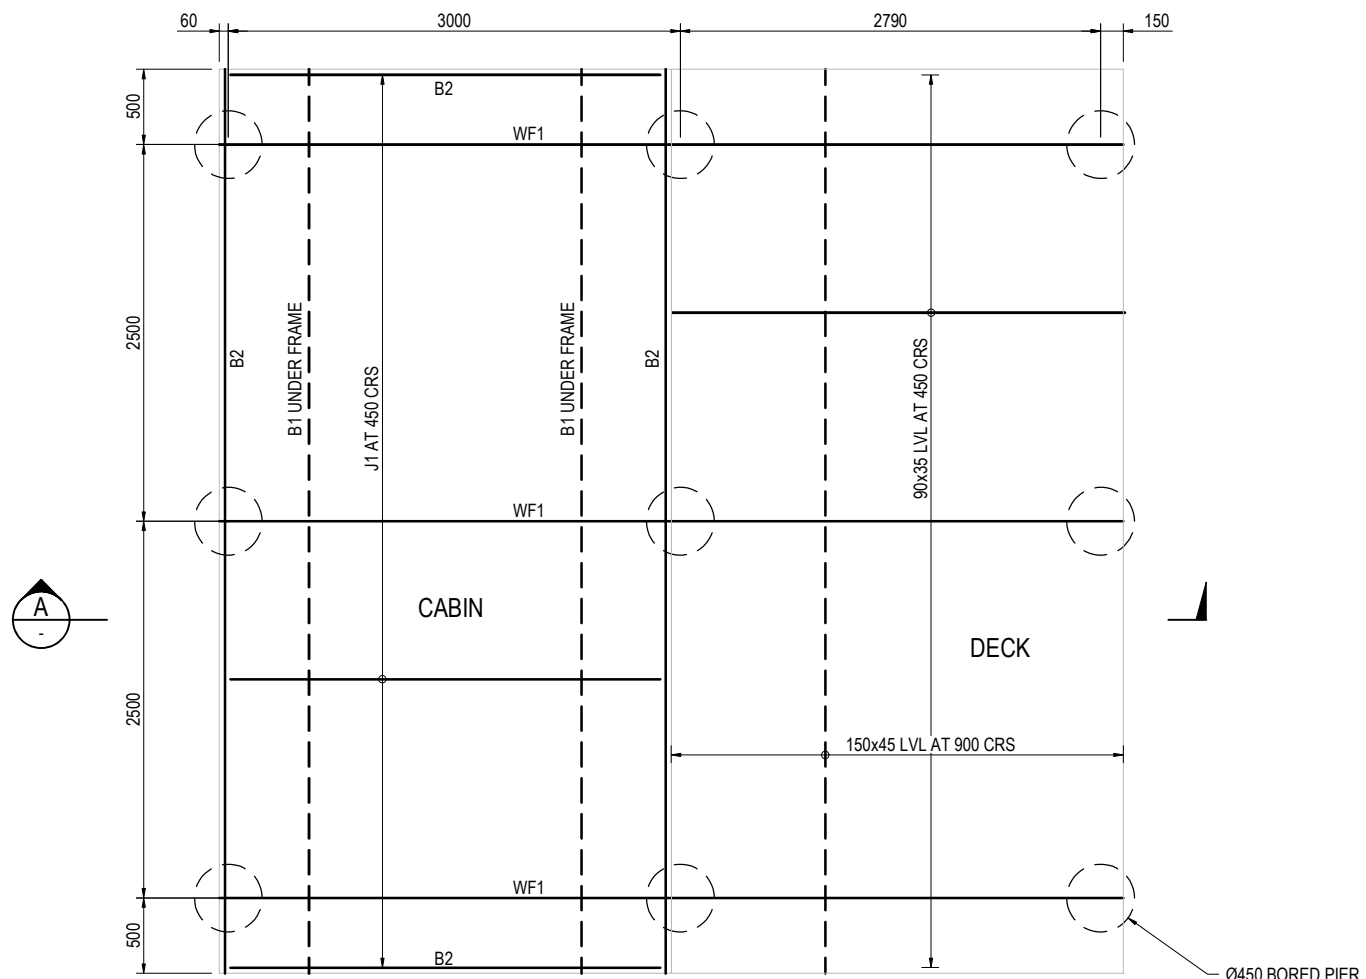 60
3000
2790
150
500
B2
WF1
2500
B2
B1 UNDER FRAME
J1 AT 450 CRS
B1 UNDER FRAME
B2
90x35 LVL AT 450 CRS
WF1
A
-
CABIN
DECK
2500
150x45 LVL AT 900 CRS
WF1
500
B2
Ø450 BORED PIER